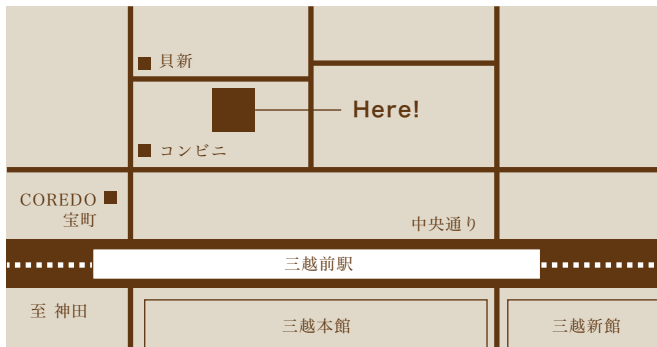 貝新
Here!
コンビニ
COREDO
宝町
中央通り
三越前駅
至 神田
三越本館
三越新館